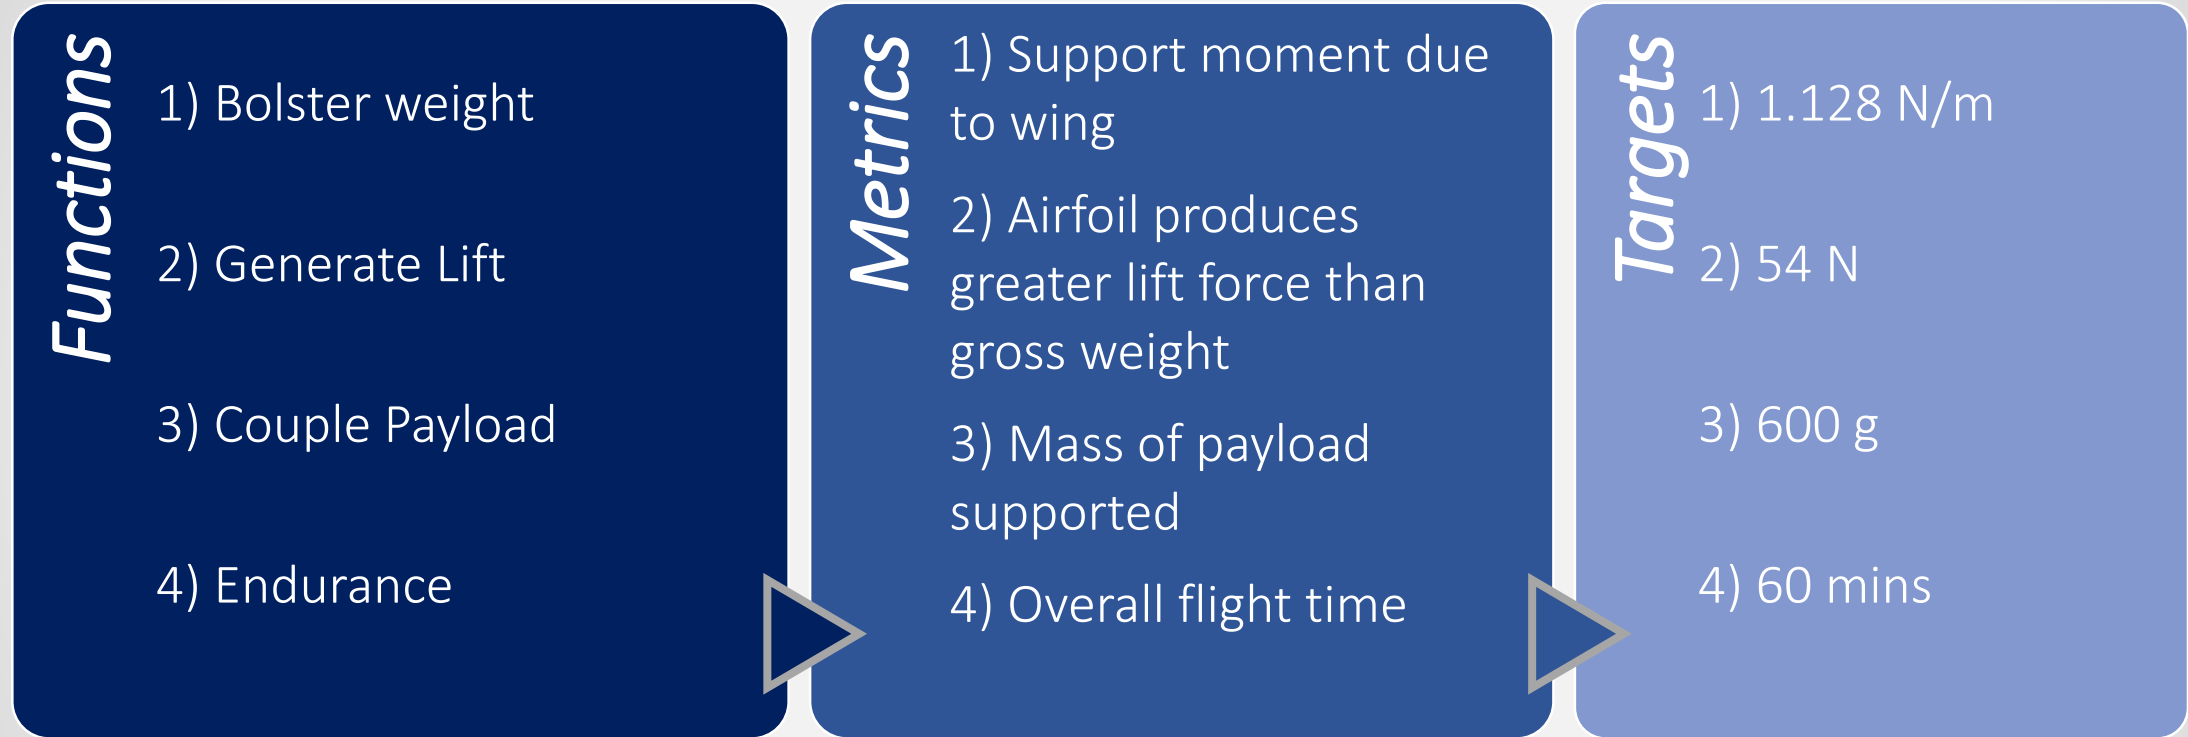 Functions
1) Bolster weight
2) Generate Lift
3) Couple Payload
4) Endurance
Metrics
1) Support moment due
to wing
2) Airfoil produces
greater lift force than
gross weight
3) Mass of payload
supported
4) Overall flight time
Targets
1) 1.128 N/m
2) 54 N
3) 600 g
4) 60 mins